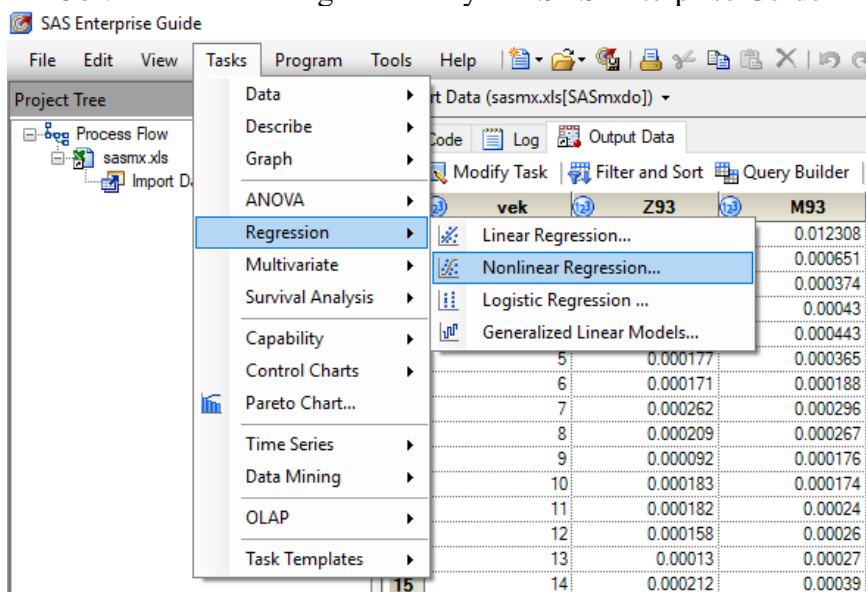 SAS Enterprise Guide
File Edit View Tasks Program Tools Help
Project Tree
Process Flow
sasmx.xls
Import Da
Data
Describe
Graph
ANOVA
Regression
Multivariate
Survival Analysis
Capability
Control Charts
Pareto Chart...
Time Series
Data Mining
OLAP
Task Templates
Linear Regression...
Nonlinear Regression...
Logistic Regression ...
Generalized Linear Models...
rt Data (sasmx.xls[SASmxdo])
Code Log Output Data
Modify Task Filter and Sort Query Builder
vek Z93 M93
0.012308
0.000651
0.000374
0.00043
0.000443
5 0.000177 0.000365
6 0.000171 0.000188
7 0.000262 0.000296
8 0.000209 0.000267
9 0.000092 0.000176
10 0.000183 0.000174
11 0.000182 0.00024
12 0.000158 0.00026
13 0.00013 0.00027
15 14 0.000212 0.00039